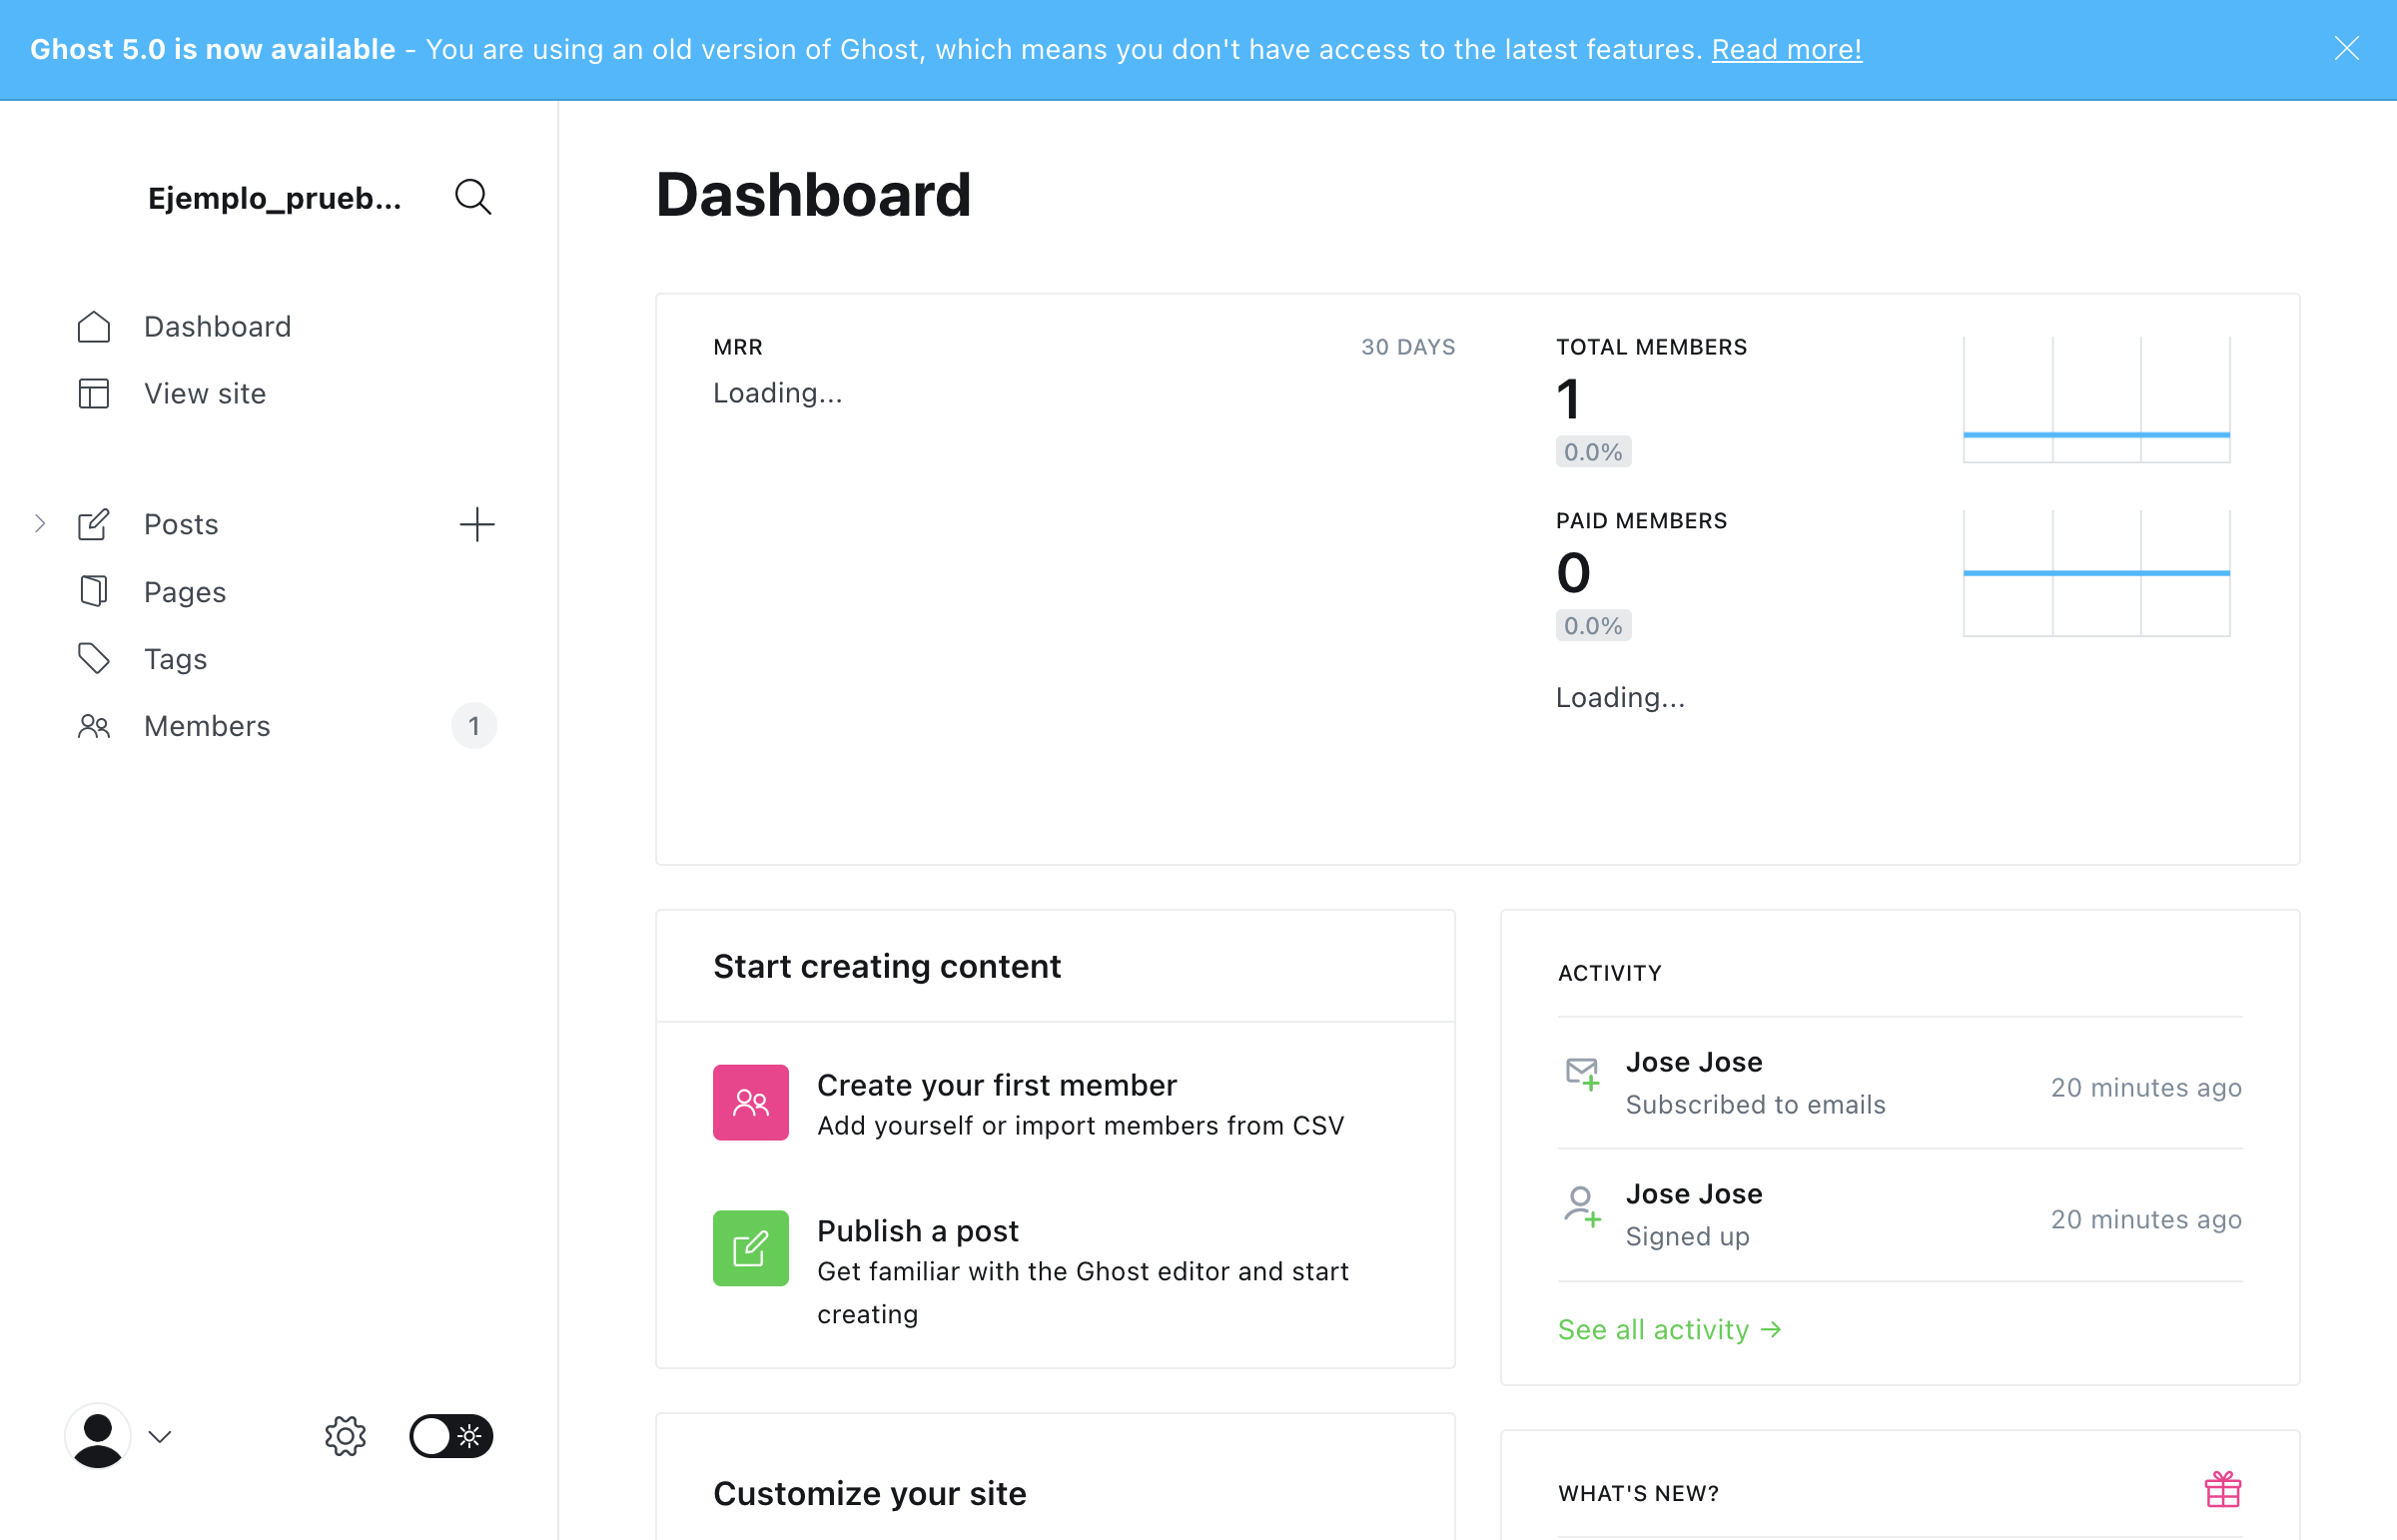 Ghost 5.0 is now available - You are using an old version of Ghost, which means you don't have access to the latest features. Read more!
Ejemplo_prueb...
Dashboard
View site
Posts
Pages
Tags
Members 1
Dashboard
MRR 30 DAYS
Loading...
TOTAL MEMBERS
1
0.0%
PAID MEMBERS
0
0.0%
Loading...
Start creating content
Create your first member
Add yourself or import members from CSV
Publish a post
Get familiar with the Ghost editor and start
creating
Customize your site
ACTIVITY
Jose Jose
Subscribed to emails
20 minutes ago
Jose Jose
Signed up
20 minutes ago
See all activity →
WHAT'S NEW?